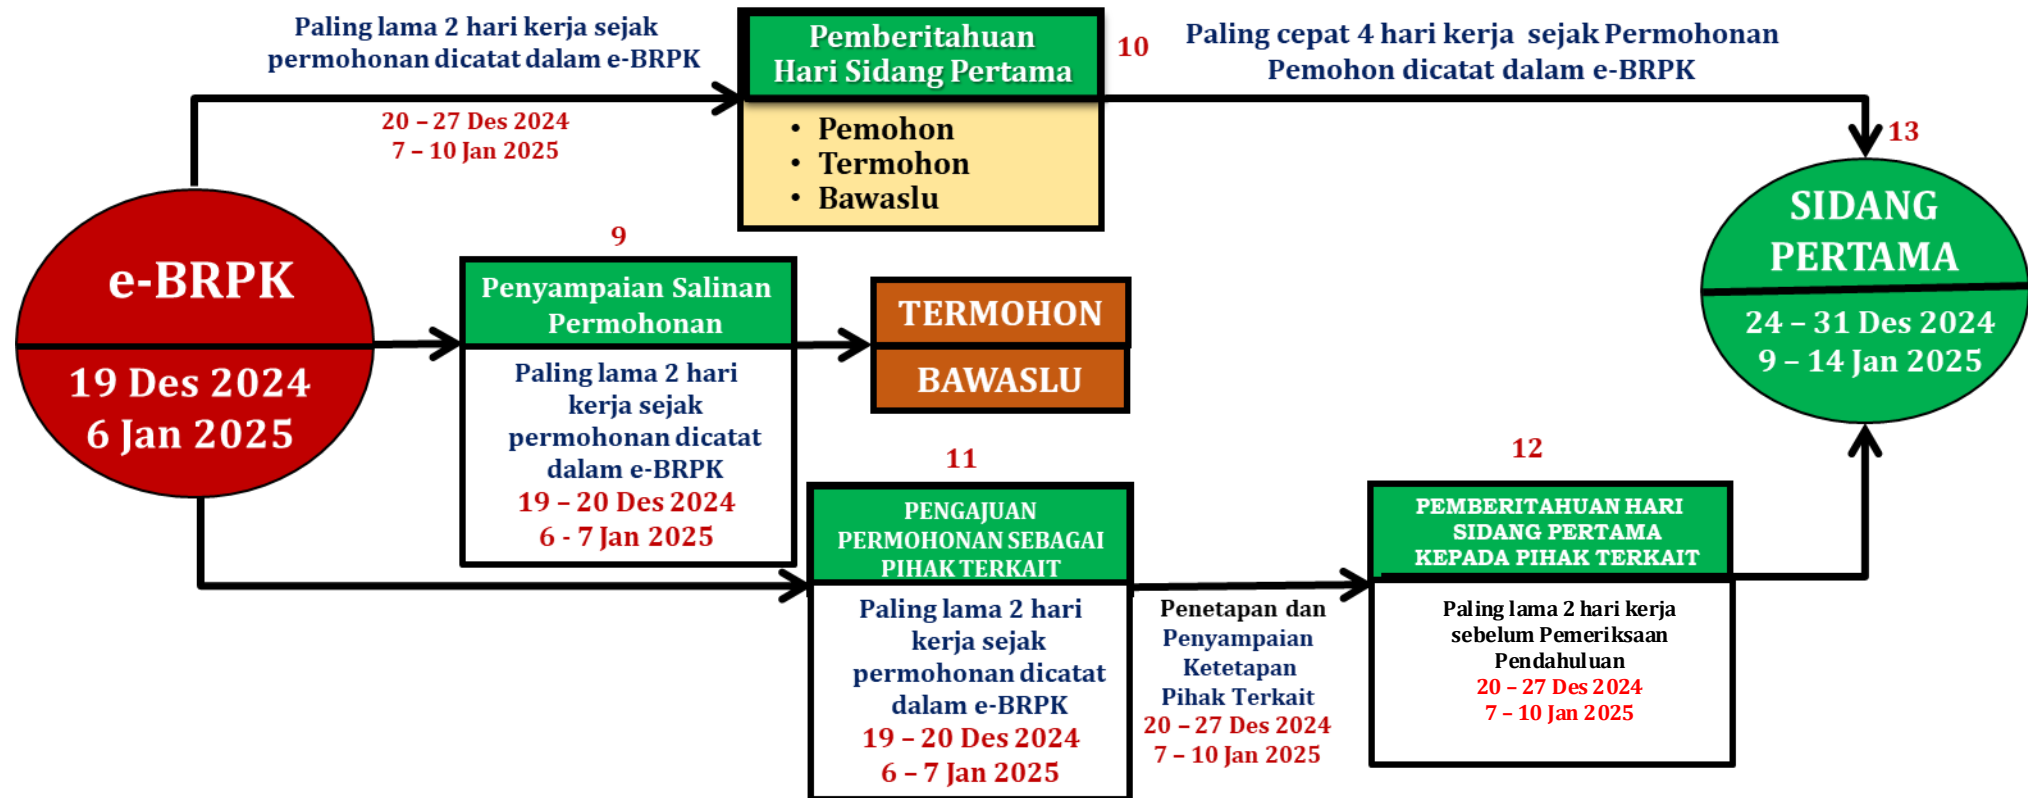 Paling lama 2 hari kerja sejak
permohonan dicatat dalam e-BRPK
20 – 27 Des 2024
7 – 10 Jan 2025
Pemberitahuan
Hari Sidang Pertama
• Pemohon
• Termohon
• Bawaslu
10
Paling cepat 4 hari kerja sejak Permohonan
Pemohon dicatat dalam e-BRPK
13
SIDANG
PERTAMA
24 – 31 Des 2024
9 – 14 Jan 2025
e-BRPK
19 Des 2024
6 Jan 2025
9
Penyampaian Salinan
Permohonan
Paling lama 2 hari
kerja sejak
permohonan dicatat
dalam e-BRPK
19 – 20 Des 2024
6 - 7 Jan 2025
TERMOHON
BAWASLU
11
PENGAJUAN
PERMOHONAN SEBAGAI
PIHAK TERKAIT
Paling lama 2 hari
kerja sejak
permohonan dicatat
dalam e-BRPK
19 – 20 Des 2024
6 – 7 Jan 2025
Penetapan dan
Penyampaian
Ketetapan
Pihak Terkait
20 – 27 Des 2024
7 – 10 Jan 2025
12
PEMBERITAHUAN HARI
SIDANG PERTAMA
KEPADA PIHAK TERKAIT
Paling lama 2 hari kerja
sebelum Pemeriksaan
Pendahuluan
20 – 27 Des 2024
7 – 10 Jan 2025